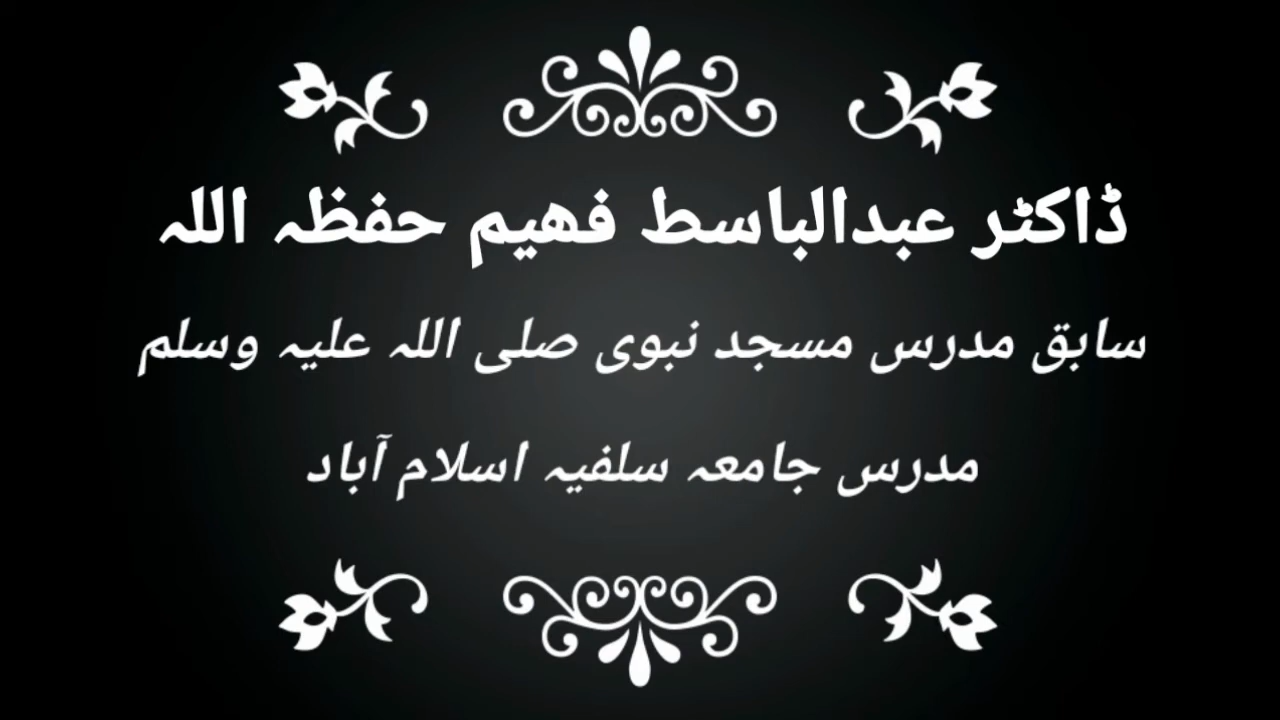 ڈاکٹر عبدالباسط فھیم حفظہ اللہ
سابق مدرس مسجد نبوی صلی اللہ علیہ وسلم
مدرس جامعہ سلفیہ اسلام آباد